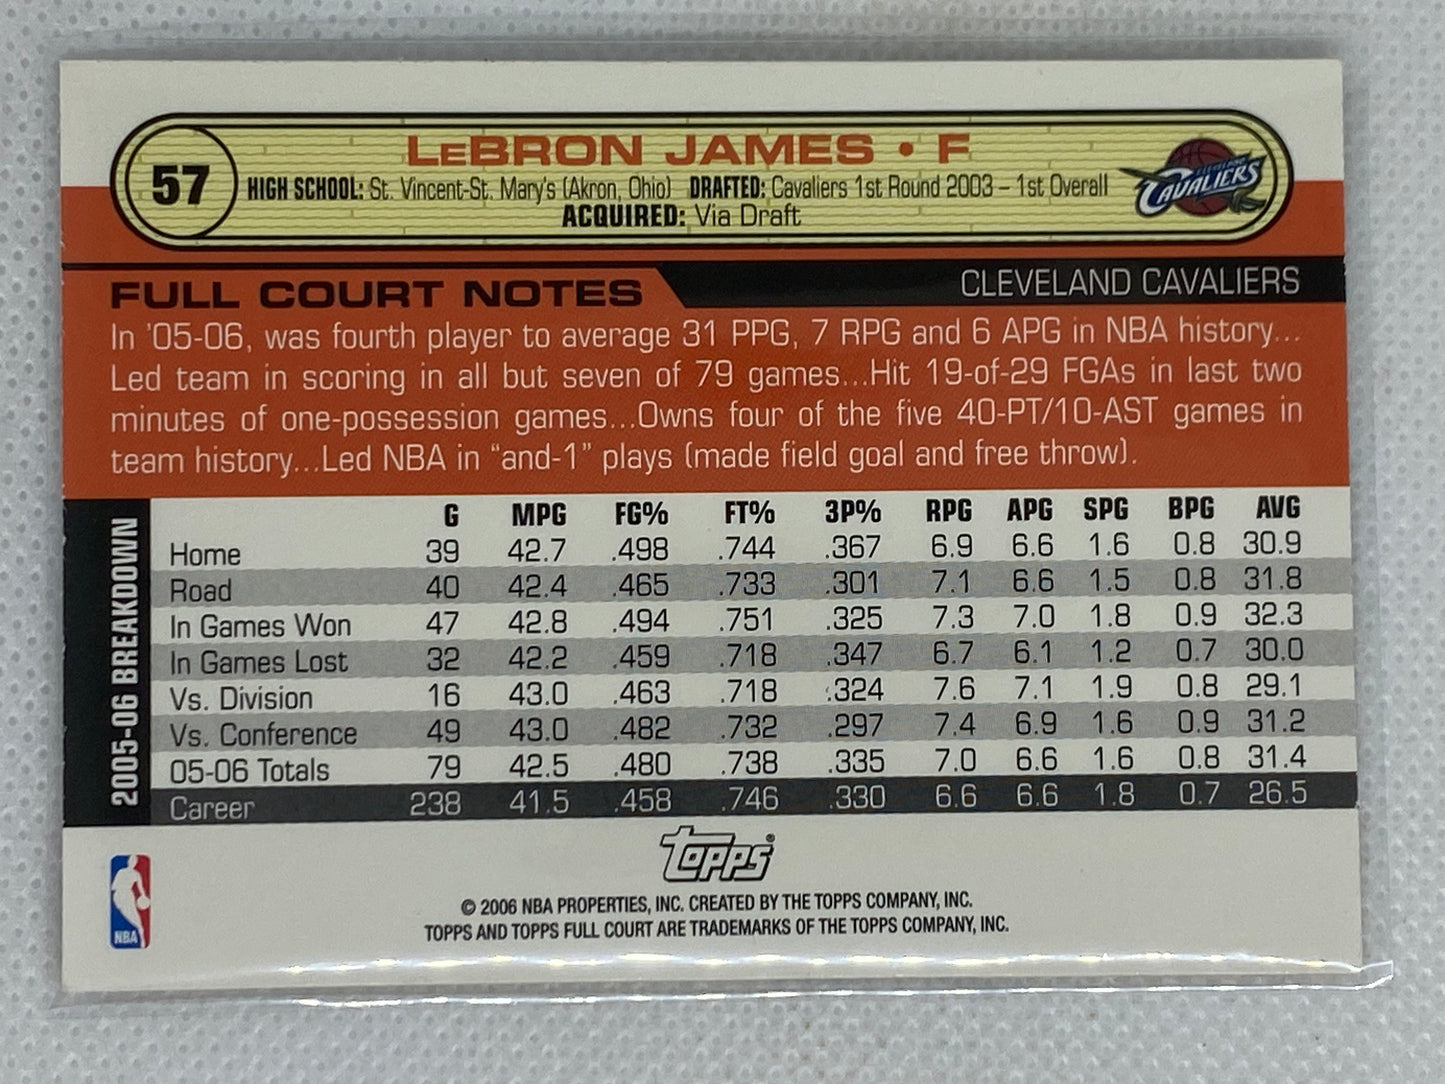 57
LeBRON JAMES • F
HIGH SCHOOL: St. Vincent-St. Mary's (Akron, Ohio) DRAFTED: Cavaliers 1st Round 2003 – 1st Overall
ACQUIRED: Via Draft
CAVALIERS
FULL COURT NOTES
CLEVELAND CAVALIERS
In '05-06, was fourth player to average 31 PPG, 7 RPG and 6 APG in NBA history...
Led team in scoring in all but seven of 79 games...Hit 19-of-29 FGAs in last two
minutes of one-possession games...Owns four of the five 40-PT/10-AST games in
team history...Led NBA in “and-1” plays (made field goal and free throw).
2005-06 BREAKDOWN
G MPG FG% FT% 3P% RPG APG SPG BPG AVG
Home 39 42.7 .498 .744 .367 6.9 6.6 1.6 0.8 30.9
Road 40 42.4 .465 .733 .301 7.1 6.6 1.5 0.8 31.8
In Games Won 47 42.8 .494 .751 .325 7.3 7.0 1.8 0.9 32.3
In Games Lost 32 42.2 .459 .718 .347 6.7 6.1 1.2 0.7 30.0
Vs. Division 16 43.0 .463 .718 .324 7.6 7.1 1.9 0.8 29.1
Vs. Conference 49 43.0 .482 .732 .297 7.4 6.9 1.6 0.9 31.2
05-06 Totals 79 42.5 .480 .738 .335 7.0 6.6 1.6 0.8 31.4
Career 238 41.5 .458 .746 .330 6.6 6.6 1.8 0.7 26.5
Topps®
NBA
© 2006 NBA PROPERTIES, INC. CREATED BY THE TOPPS COMPANY, INC.
TOPPS AND TOPPS FULL COURT ARE TRADEMARKS OF THE TOPPS COMPANY, INC.